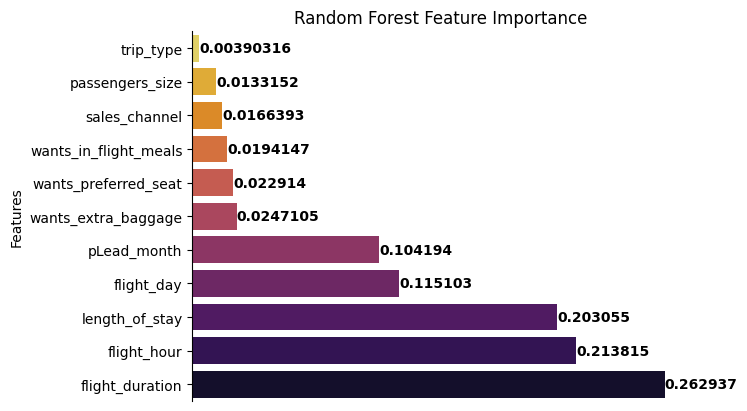 Random Forest Feature Importance
Features
trip_type 0.00390316
passengers_size 0.0133152
sales_channel 0.0166393
wants_in_flight_meals 0.0194147
wants_preferred_seat 0.022914
wants_extra_baggage 0.0247105
pLead_month 0.104194
flight_day 0.115103
length_of_stay 0.203055
flight_hour 0.213815
flight_duration 0.262937